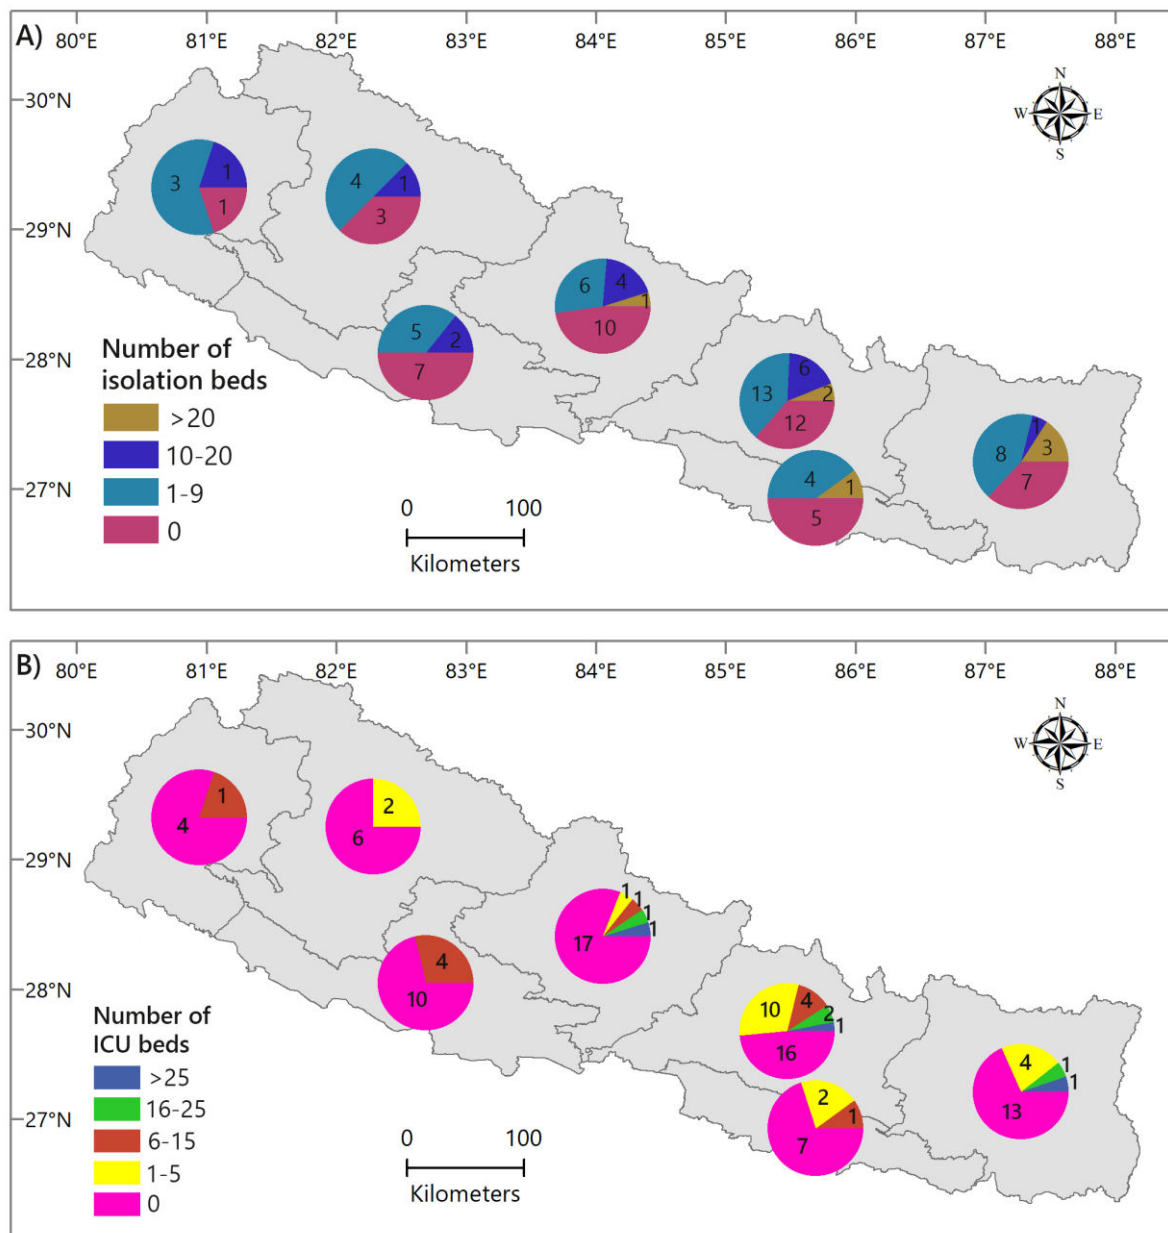 A)
80°E 81°E 82°E 83°E 84°E 85°E 86°E 87°E 88°E
30°N
29°N
28°N
27°N
N
W E
S
3 1 1
4 1 3
6 4 1 10
5 2 7
13 6 2 12
8 1 3 7
4 1 5
Number of
isolation beds
>20
10-20
1-9
0
0 100
Kilometers
B)
80°E 81°E 82°E 83°E 84°E 85°E 86°E 87°E 88°E
30°N
29°N
28°N
27°N
N
W E
S
1 4
2 6
1 1 1 1 17
4 10
10 4 2 1 16
4 1 1 13
2 1 7
Number of
ICU beds
>25
16-25
6-15
1-5
0
0 100
Kilometers